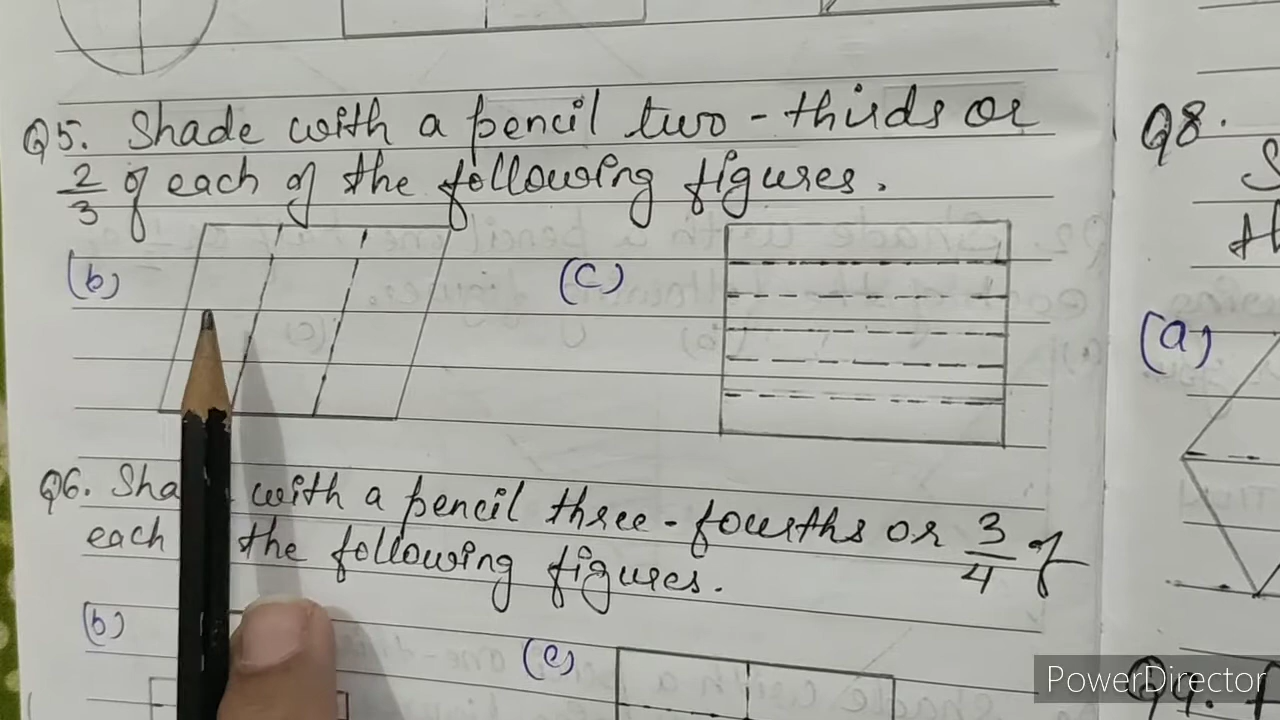 Q5. Shade with a pencil two-thirds or
2/3 of each of the following figures.
(b)
(c)
Q6. Sha with a pencil three-fourths or 3/4 of
each the following figures.
(b)
(e)
Q8.
(a)
Q9.
PowerDirector